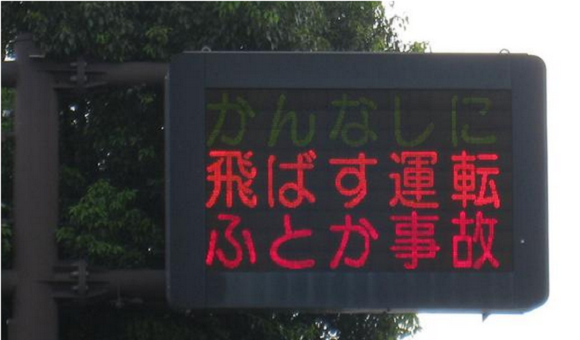 かんなしに
飛ばす運転
ふとか事故